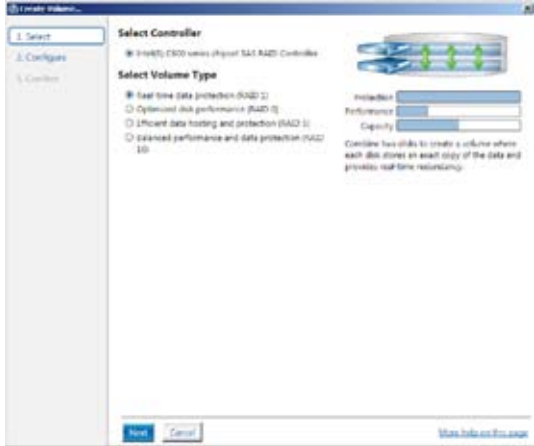 Create Volume...
1. Select
2. Configure
3. Confirm
Select Controller
Intel(R) C600 series chipset SAS RAID Controller
Select Volume Type
Real-time data protection (RAID 1)
Optimized disk performance (RAID 0)
Efficient data hosting and protection (RAID 5)
Balanced performance and data protection (RAID
10)
Protection
Performance
Capacity
Combine two disks to create a volume where
each disk stores an exact copy of the data and
provides real-time redundancy.
Next
Cancel
More help on this page